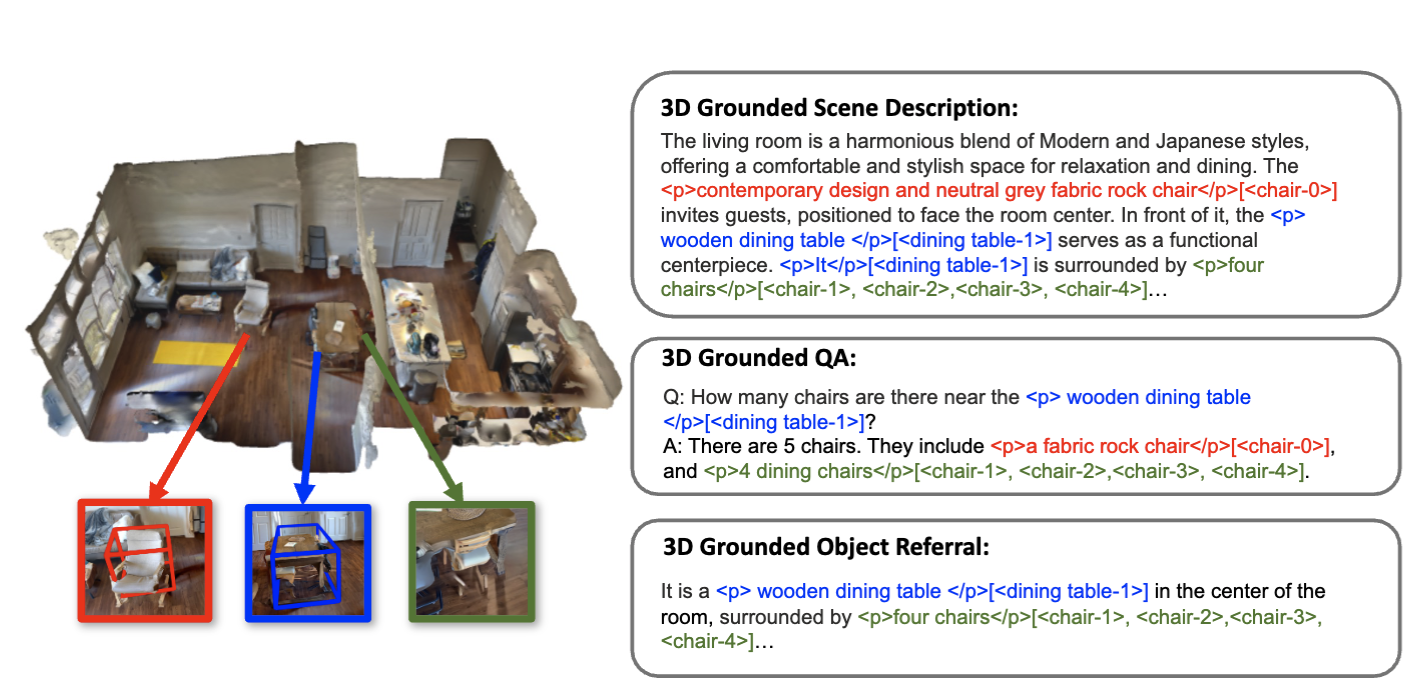 3D Grounded Scene Description:
The living room is a harmonious blend of Modern and Japanese styles,
offering a comfortable and stylish space for relaxation and dining. The
<p>contemporary design and neutral grey fabric rock chair</p>[<chair-0>]
invites guests, positioned to face the room center. In front of it, the <p>
wooden dining table </p>[<dining table-1>] serves as a functional
centerpiece. <p>It</p>[<dining table-1>] is surrounded by <p>four
chairs</p>[<chair-1>, <chair-2>,<chair-3>, <chair-4>]…
3D Grounded QA:
Q: How many chairs are there near the <p> wooden dining table
</p>[<dining table-1>]?
A: There are 5 chairs. They include <p>a fabric rock chair</p>[<chair-0>],
and <p>4 dining chairs</p>[<chair-1>, <chair-2>,<chair-3>, <chair-4>].
3D Grounded Object Referral:
It is a <p> wooden dining table </p>[<dining table-1>] in the center of the
room, surrounded by <p>four chairs</p>[<chair-1>, <chair-2>,<chair-3>,
<chair-4>]…